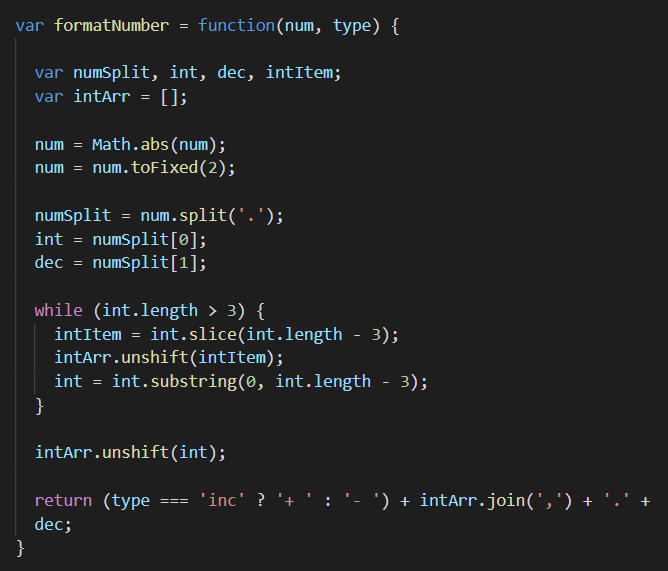 var formatNumber = function(num, type) {

  var numSplit, int, dec, intItem;
  var intArr = [];

  num = Math.abs(num);
  num = num.toFixed(2);

  numSplit = num.split('.');
  int = numSplit[0];
  dec = numSplit[1];

  while (int.length > 3) {
    intItem = int.slice(int.length - 3);
    intArr.unshift(intItem);
    int = int.substring(0, int.length - 3);
  }

  intArr.unshift(int);

  return (type === 'inc' ? '+ ' : '- ') + intArr.join(',') + '.' +
  dec;
}